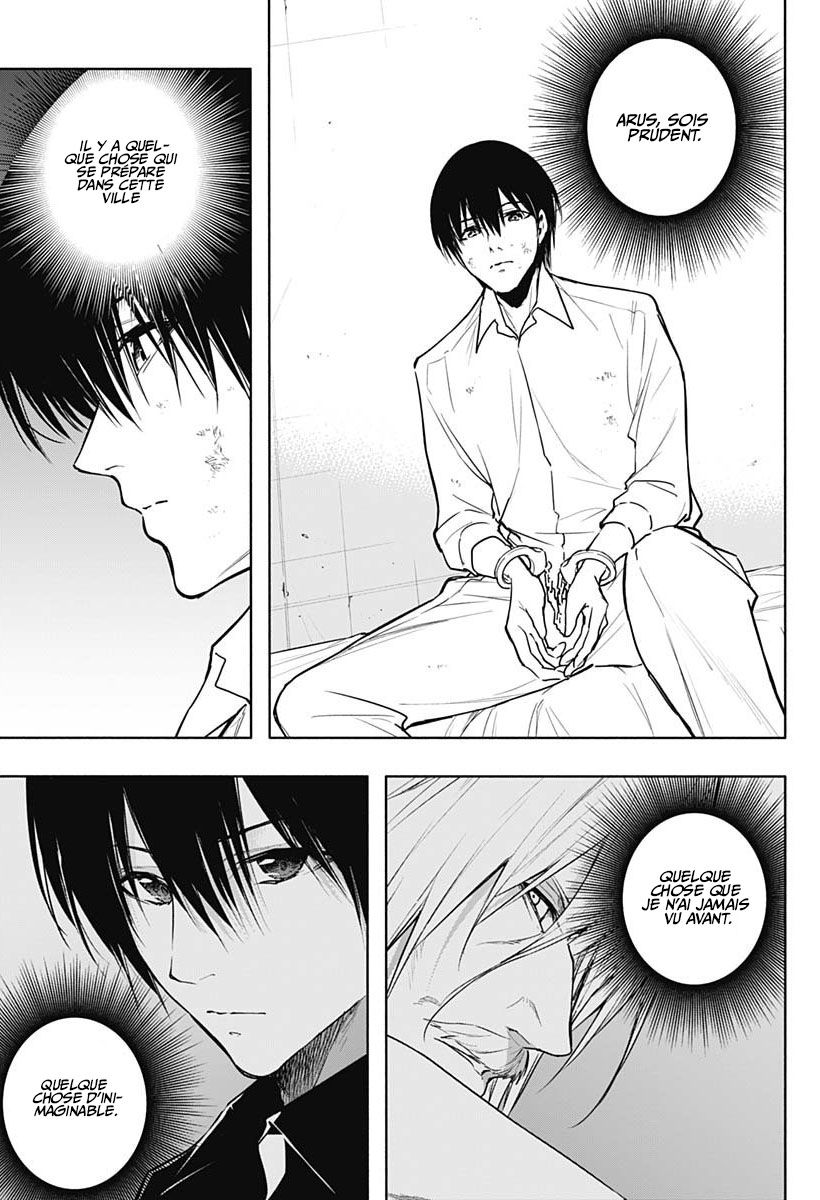 ARUS, SOIS
PRUDENT.
IL Y A QUEL-
QUE CHOSE QUI
SE PRÉPARE
DANS CETTE
VILLE
QUELQUE
CHOSE QUE
JE N'AI JAMAIS
VU AVANT.
QUELQUE
CHOSE D'INI-
MAGINABLE.